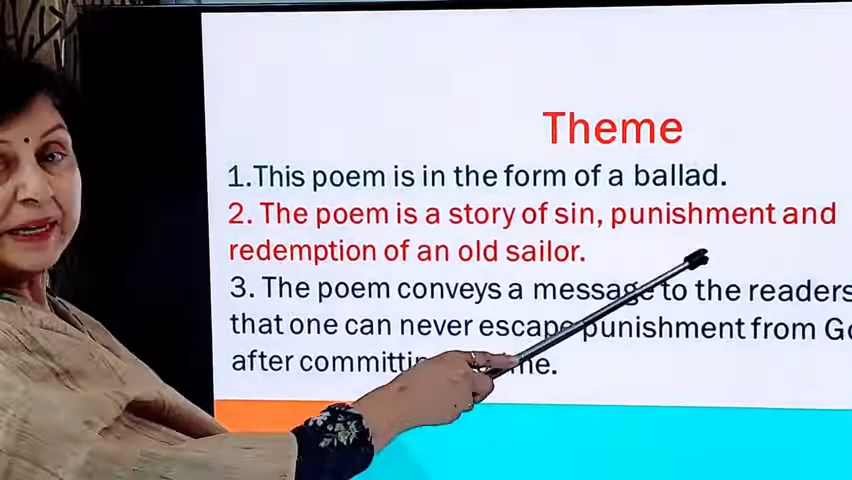 Theme
1.This poem is in the form of a ballad.
2. The poem is a story of sin, punishment and
redemption of an old sailor.
3. The poem conveys a message to the readers
that one can never escape punishment from
after